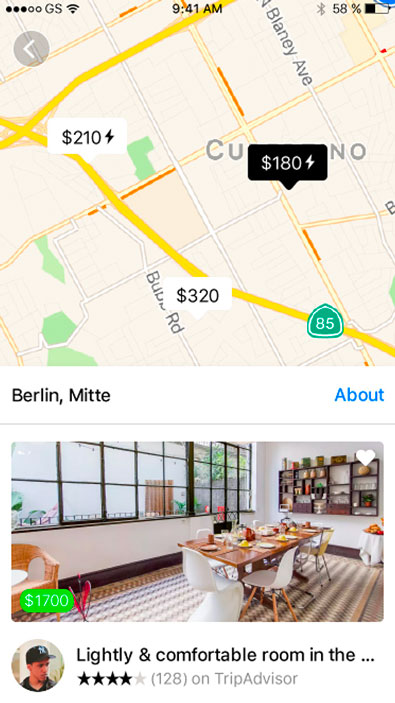 GS 9:41 AM 58 %
N Blaney Ave
$210
Cu NO
$180
$320
Bubb Rd
85
B
Berlin, Mitte About
$1700
Lightly & comfortable room in the ...
(128) on TripAdvisor